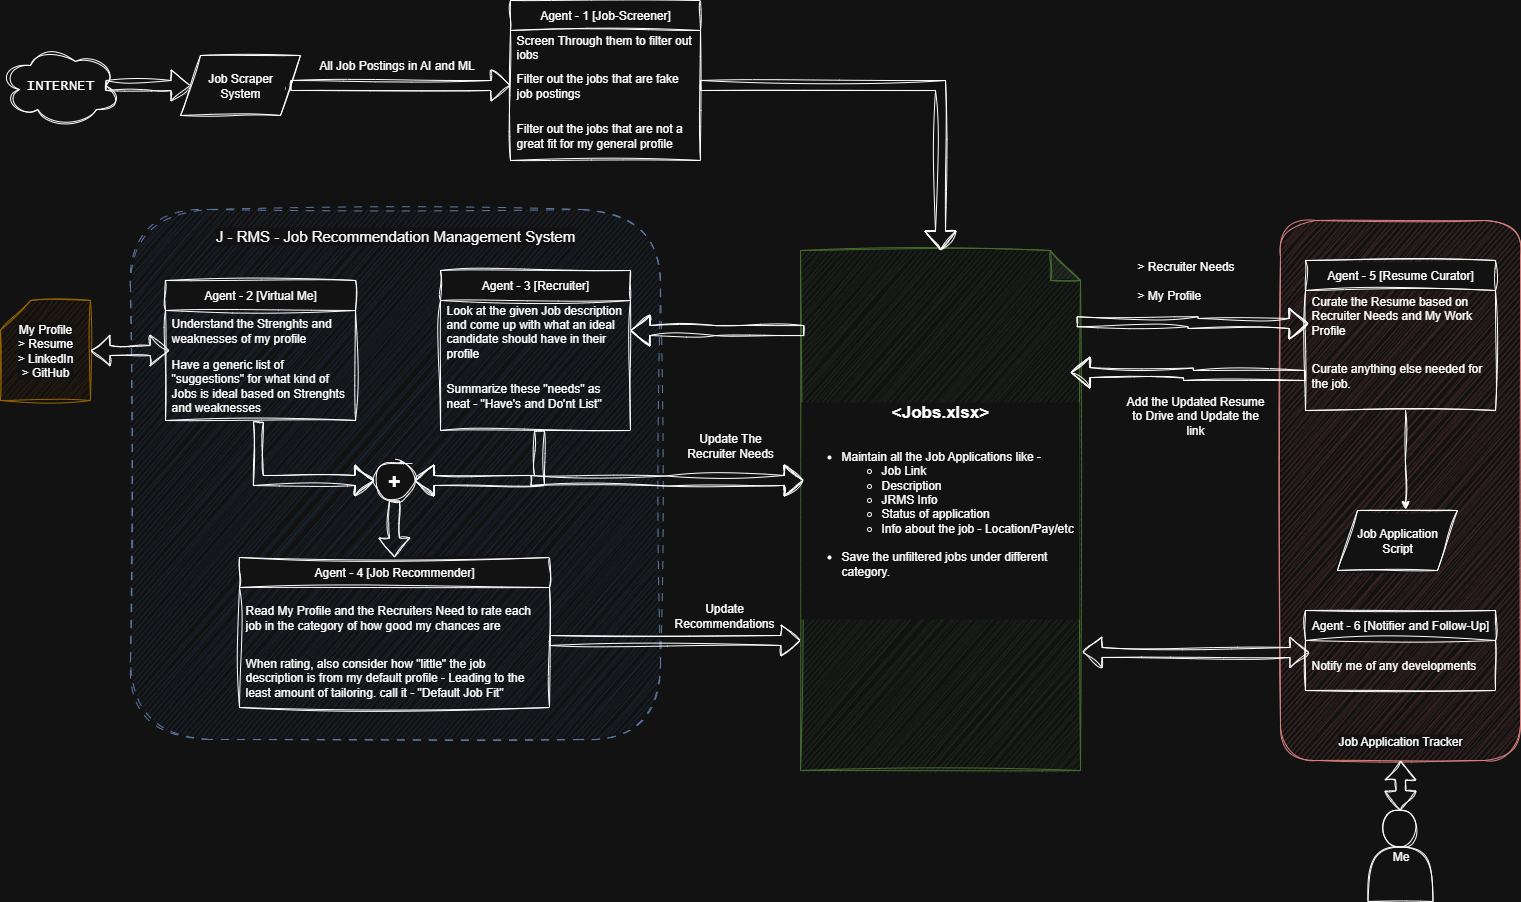 Agent - 1 [Job-Screener]
Screen Through them to filter out
jobs
Filter out the jobs that are fake
job postings
Filter out the jobs that are not a
great fit for my general profile
INTERNET
Job Scraper
System
All Job Postings in AI and ML
J - RMS - Job Recommendation Management System
Agent - 2 [Virtual Me]
Understand the Strenghts and
weaknesses of my profile
Have a generic list of
"suggestions" for what kind of
Jobs is ideal based on Strenghts
and weaknesses
Agent - 3 [Recruiter]
Look at the given Job description
and come up with what an ideal
candidate should have in their
profile
Summarize these "needs" as
neat - "Have's and Do'nt List"
My Profile
> Resume
> LinkedIn
> GitHub
+
Update The
Recruiter Needs
Agent - 4 [Job Recommender]
Read My Profile and the Recruiters Need to rate each
job in the category of how good my chances are
When rating, also consider how "little" the job
description is from my default profile - Leading to the
least amount of tailoring. call it - "Default Job Fit"
Update
Recommendations
<Jobs.xlsx>
• Maintain all the Job Applications like -
○ Job Link
○ Description
○ JRMS Info
○ Status of application
○ Info about the job - Location/Pay/etc
• Save the unfiltered jobs under different
category.
> Recruiter Needs
> My Profile
Add the Updated Resume
to Drive and Update the
link
Agent - 5 [Resume Curator]
Curate the Resume based on
Recruiter Needs and My Work
Profile
Curate anything else needed for
the job.
Job Application
Script
Agent - 6 [Notifier and Follow-Up]
Notify me of any developments
Job Application Tracker
Me